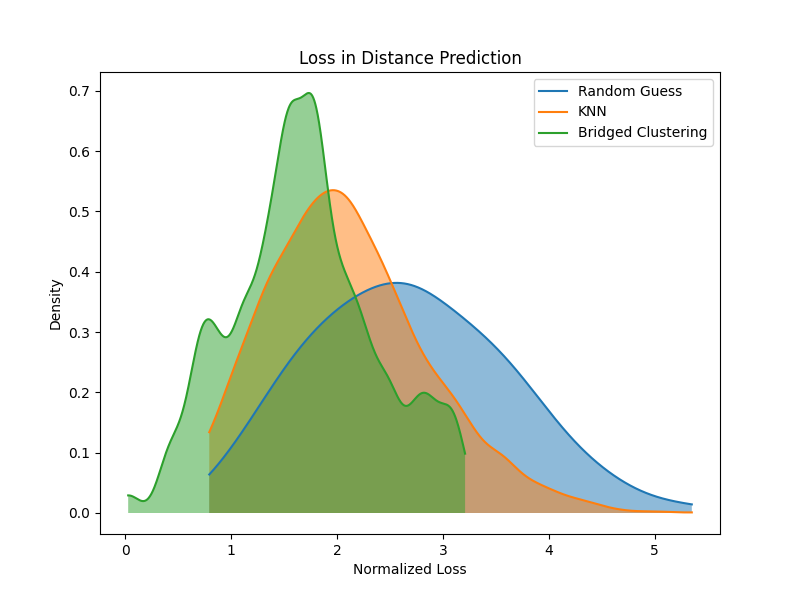 Loss in Distance Prediction
Random Guess
KNN
Bridged Clustering
0.7
0.6
0.5
0.4
0.3
0.2
0.1
0.0
Density
0 1 2 3 4 5
Normalized Loss